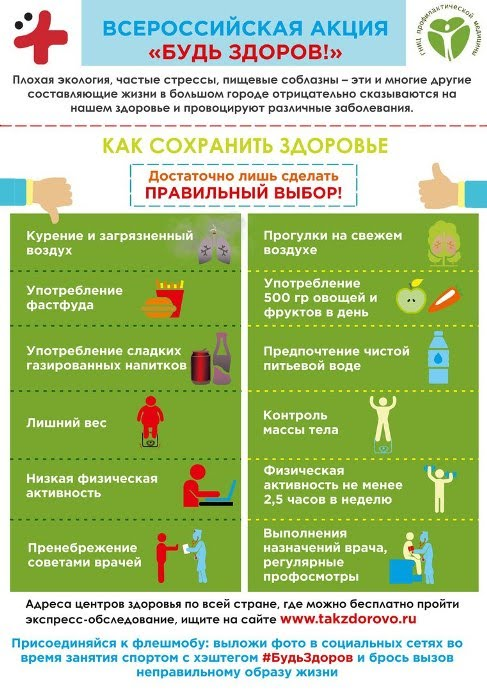 ВСЕРОССИЙСКАЯ АКЦИЯ
«БУДЬ ЗДОРОВ!»
ГНИЦ профилактической медицины
Плохая экология, частые стрессы, пищевые соблазны – эти и многие другие
составляющие жизни в большом городе отрицательно сказываются на
нашем здоровье и провоцируют различные заболевания.
КАК СОХРАНИТЬ ЗДОРОВЬЕ
Достаточно лишь сделать
ПРАВИЛЬНЫЙ ВЫБОР!
Курение и загрязненный
воздух
Прогулки на свежем
воздухе
Употребление
фастфуда
Употребление
500 гр овощей и
фруктов в день
Употребление сладких
газированных напитков
Предпочтение чистой
питьевой воде
Лишний вес
Контроль
массы тела
Низкая физическая
активность
Физическая
активность не менее
2,5 часов в неделю
Пренебрежение
советами врачей
Выполнения
назначений врача,
регулярные
профосмотры
Адреса центров здоровья по всей стране, где можно бесплатно пройти
экспресс-обследование, ищите на сайте www.takzdorovo.ru
Присоединяйся к флешмобу: выложи фото в социальных сетях во
время занятия спортом с хэштегом #БудьЗдоров и брось вызов
неправильному образу жизни